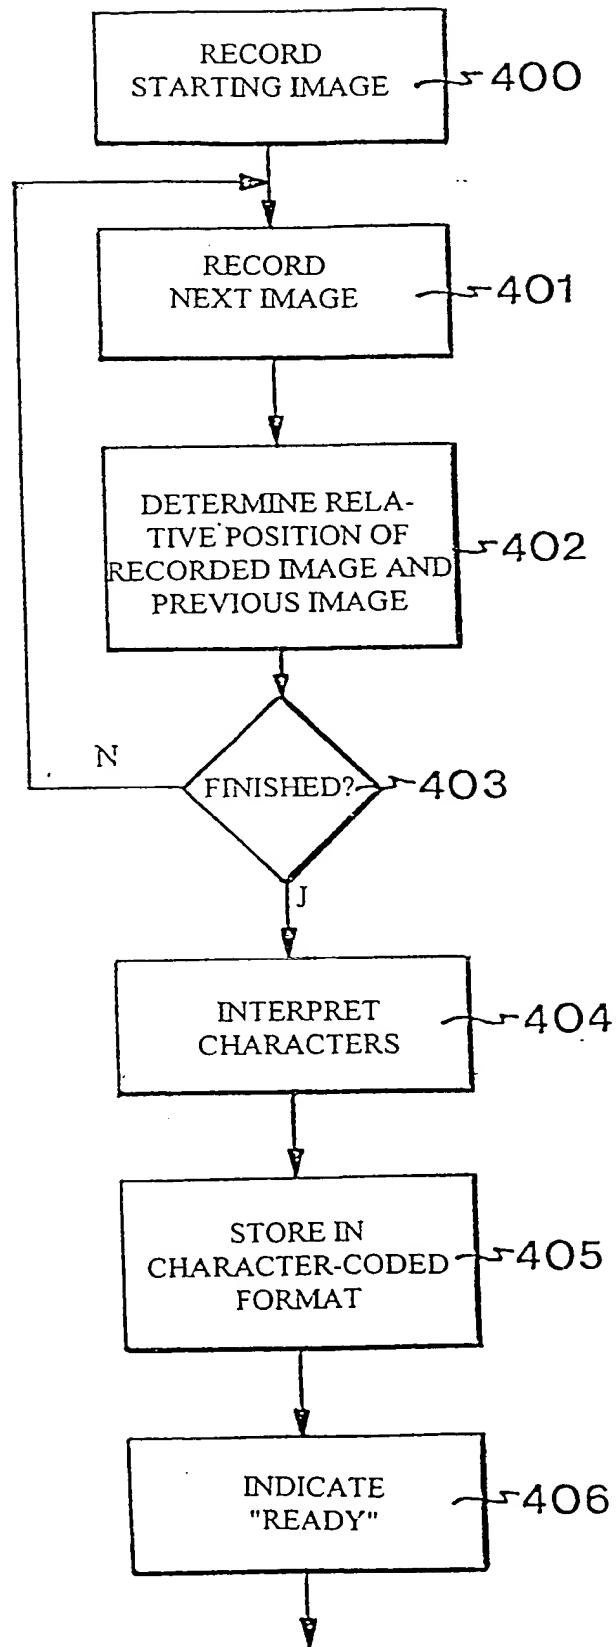 RECORD
STARTING IMAGE
400
RECORD
NEXT IMAGE
401
DETERMINE RELA-
TIVE POSITION OF
RECORDED IMAGE AND
PREVIOUS IMAGE
402
N
FINISHED?
403
J
INTERPRET
CHARACTERS
404
STORE IN
CHARACTER-CODED
FORMAT
405
INDICATE
"READY"
406